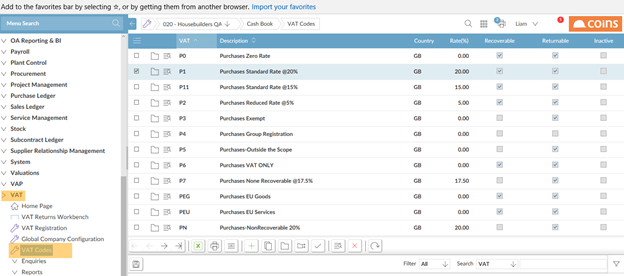 Add to the favorites bar by selecting ☆, or by getting them from another browser. Import your favorites
Menu Search
020 - Housebuilders QA
Cash Book
VAT Codes
Liam
coins
OA Reporting & BI
Payroll
Plant Control
Procurement
Project Management
Purchase Ledger
Sales Ledger
Service
Stock
Subcontract Ledger
Supplier Relationship Management
System
Valuations
VAP
VAT
Home Page
VAT Returns Workbench
VAT Registration
Global Company Configuration
VAT Codes
Enquiries
Reports
VAT Description Country Rate(%) Recoverable Returnable Inactive
P0 Purchases Zero Rate GB 0.00
P1 Purchases Standard Rate @20% GB 20.00
P11 Purchases Standard Rate @15% GB 15.00
P2 Purchases Reduced Rate @5% GB 5.00
P3 Purchases Exempt GB 0.00
P4 Purchases Group Registration GB 0.00
P5 Purchases-Outside the Scope GB 0.00
P6 Purchases VAT ONLY GB 0.00
P7 Purchases None Recoverable @17.5% GB 17.50
PEG Purchases EU Goods GB 0.00
PEU Purchases EU Services GB 0.00
PN Purchases-NonRecoverable 20% GB 20.00
Filter All Search VAT